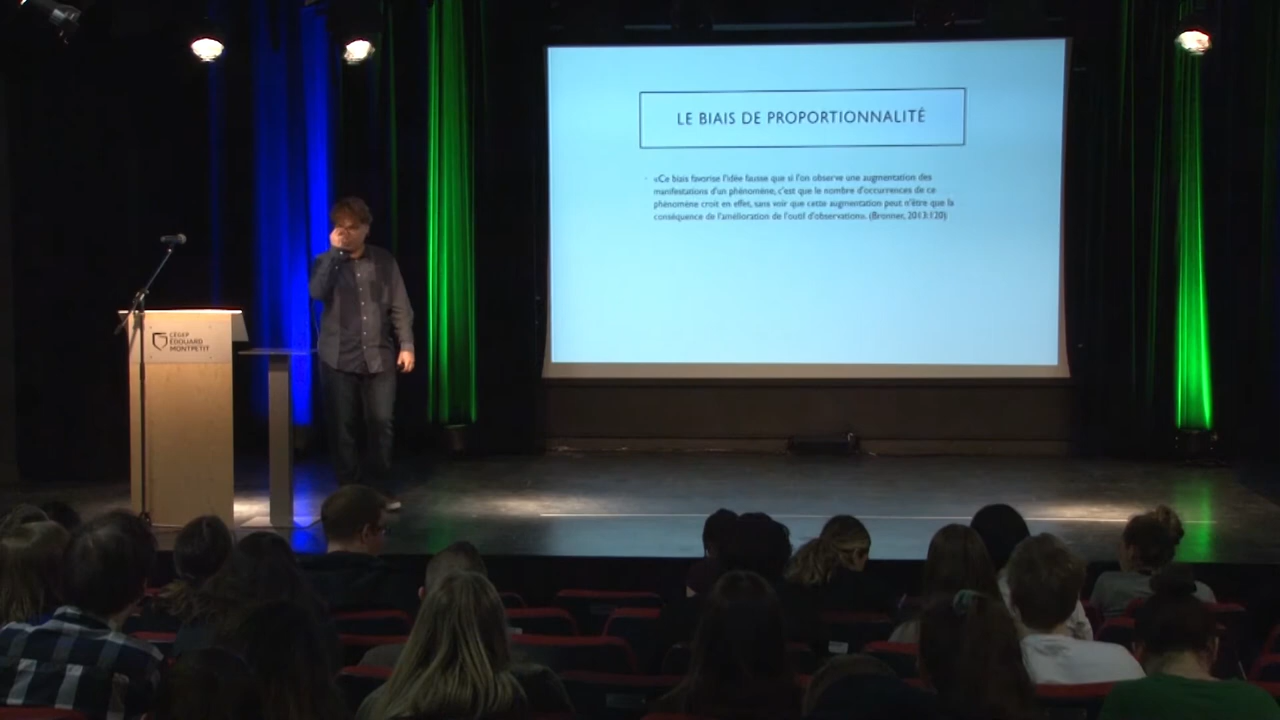 LE BIAIS DE PROPORTIONNALITÉ
«Ce biais favorise l'idée fausse que si l'on observe une augmentation des
manifestations d'un phénomène, c'est que le nombre d'occurrences de ce
phénomène croit en effet, sans voir que cette augmentation peut n'être que la
conséquence de l'amélioration de l'outil d'observation». (Bronner, 2013:120)
CÉGEP
ÉDOUARD
MONTPETIT